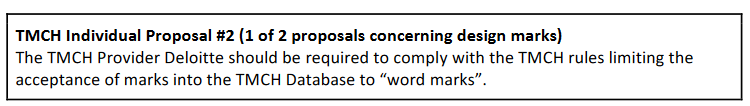 TMCH Individual Proposal #2 (1 of 2 proposals concerning design marks)
The TMCH Provider Deloitte should be required to comply with the TMCH rules limiting the
acceptance of marks into the TMCH Database to “word marks”.